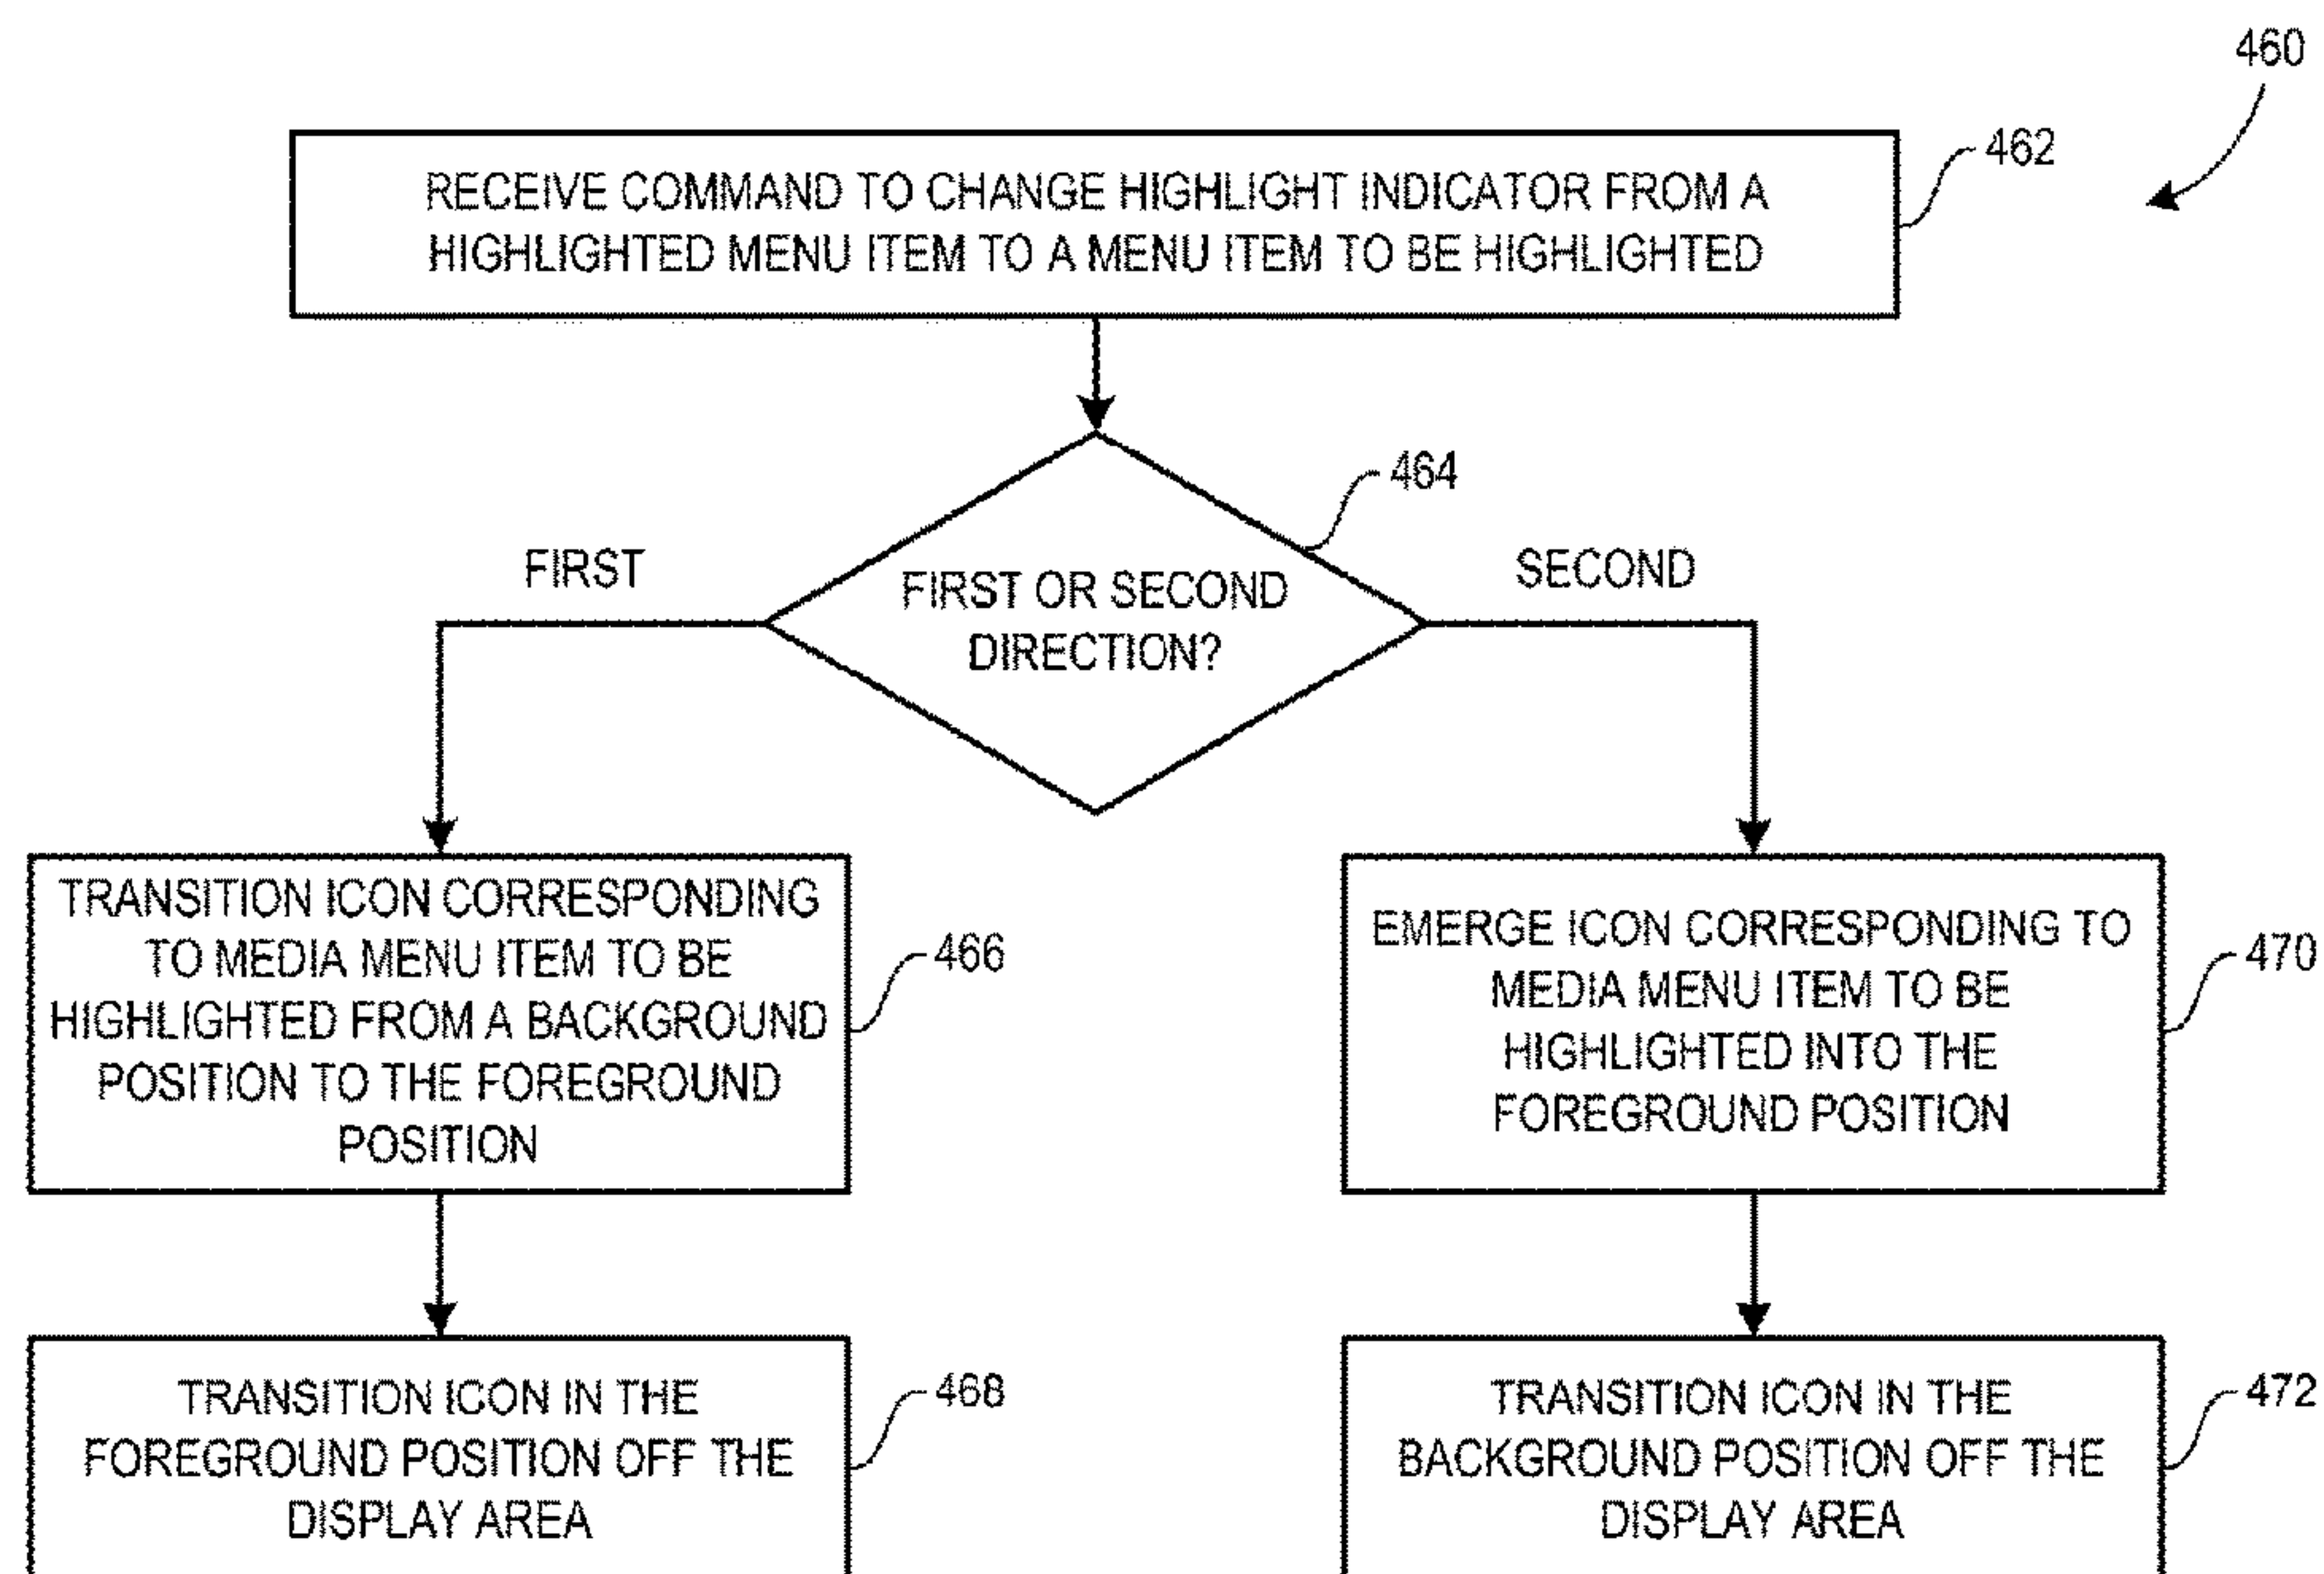 460
RECEIVE COMMAND TO CHANGE HIGHLIGHT INDICATOR FROM A
HIGHLIGHTED MENU ITEM TO A MENU ITEM TO BE HIGHLIGHTED
462
FIRST OR SECOND
DIRECTION?
464
FIRST
SECOND
TRANSITION ICON CORRESPONDING
TO MEDIA MENU ITEM TO BE
HIGHLIGHTED FROM A BACKGROUND
POSITION TO THE FOREGROUND
POSITION
466
EMERGE ICON CORRESPONDING TO
MEDIA MENU ITEM TO BE
HIGHLIGHTED INTO THE
FOREGROUND POSITION
470
TRANSITION ICON IN THE
FOREGROUND POSITION OFF THE
DISPLAY AREA
468
TRANSITION ICON IN THE
BACKGROUND POSITION OFF THE
DISPLAY AREA
472